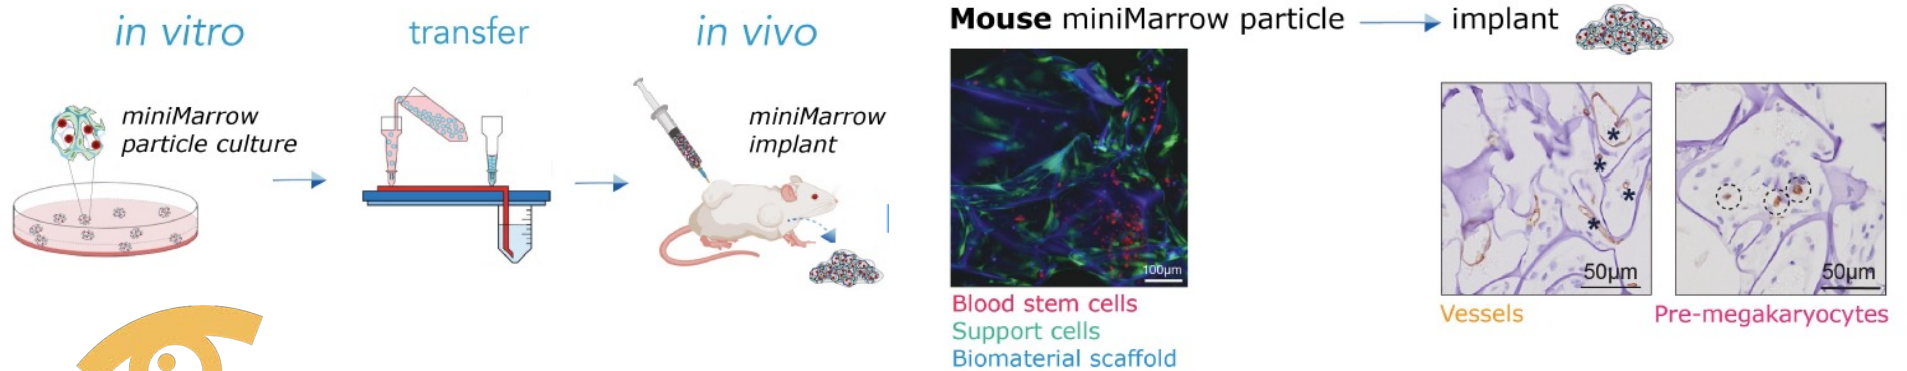 in vitro
transfer
in vivo
miniMarrow
particle culture
miniMarrow
implant
Mouse miniMarrow particle
implant
100μm
Blood stem cells
Support cells
Biomaterial scaffold
*
*
*
*
50μm
Vessels
50μm
Pre-megakaryocytes